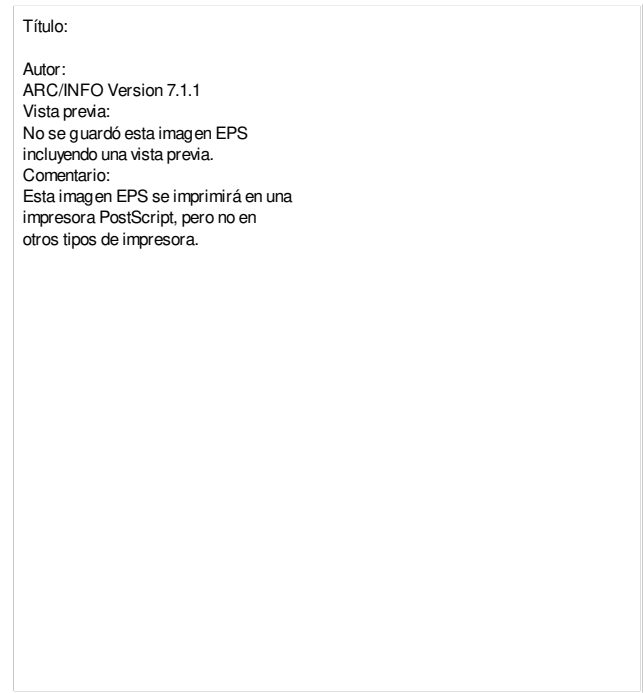 Título:
Autor:
ARC/INFO Version 7.1.1
Vista previa:
No se guardó esta imagen EPS
incluyendo una vista previa.
Comentario:
Esta imagen EPS se imprimirá en una
impresora PostScript, pero no en
otros tipos de impresora.